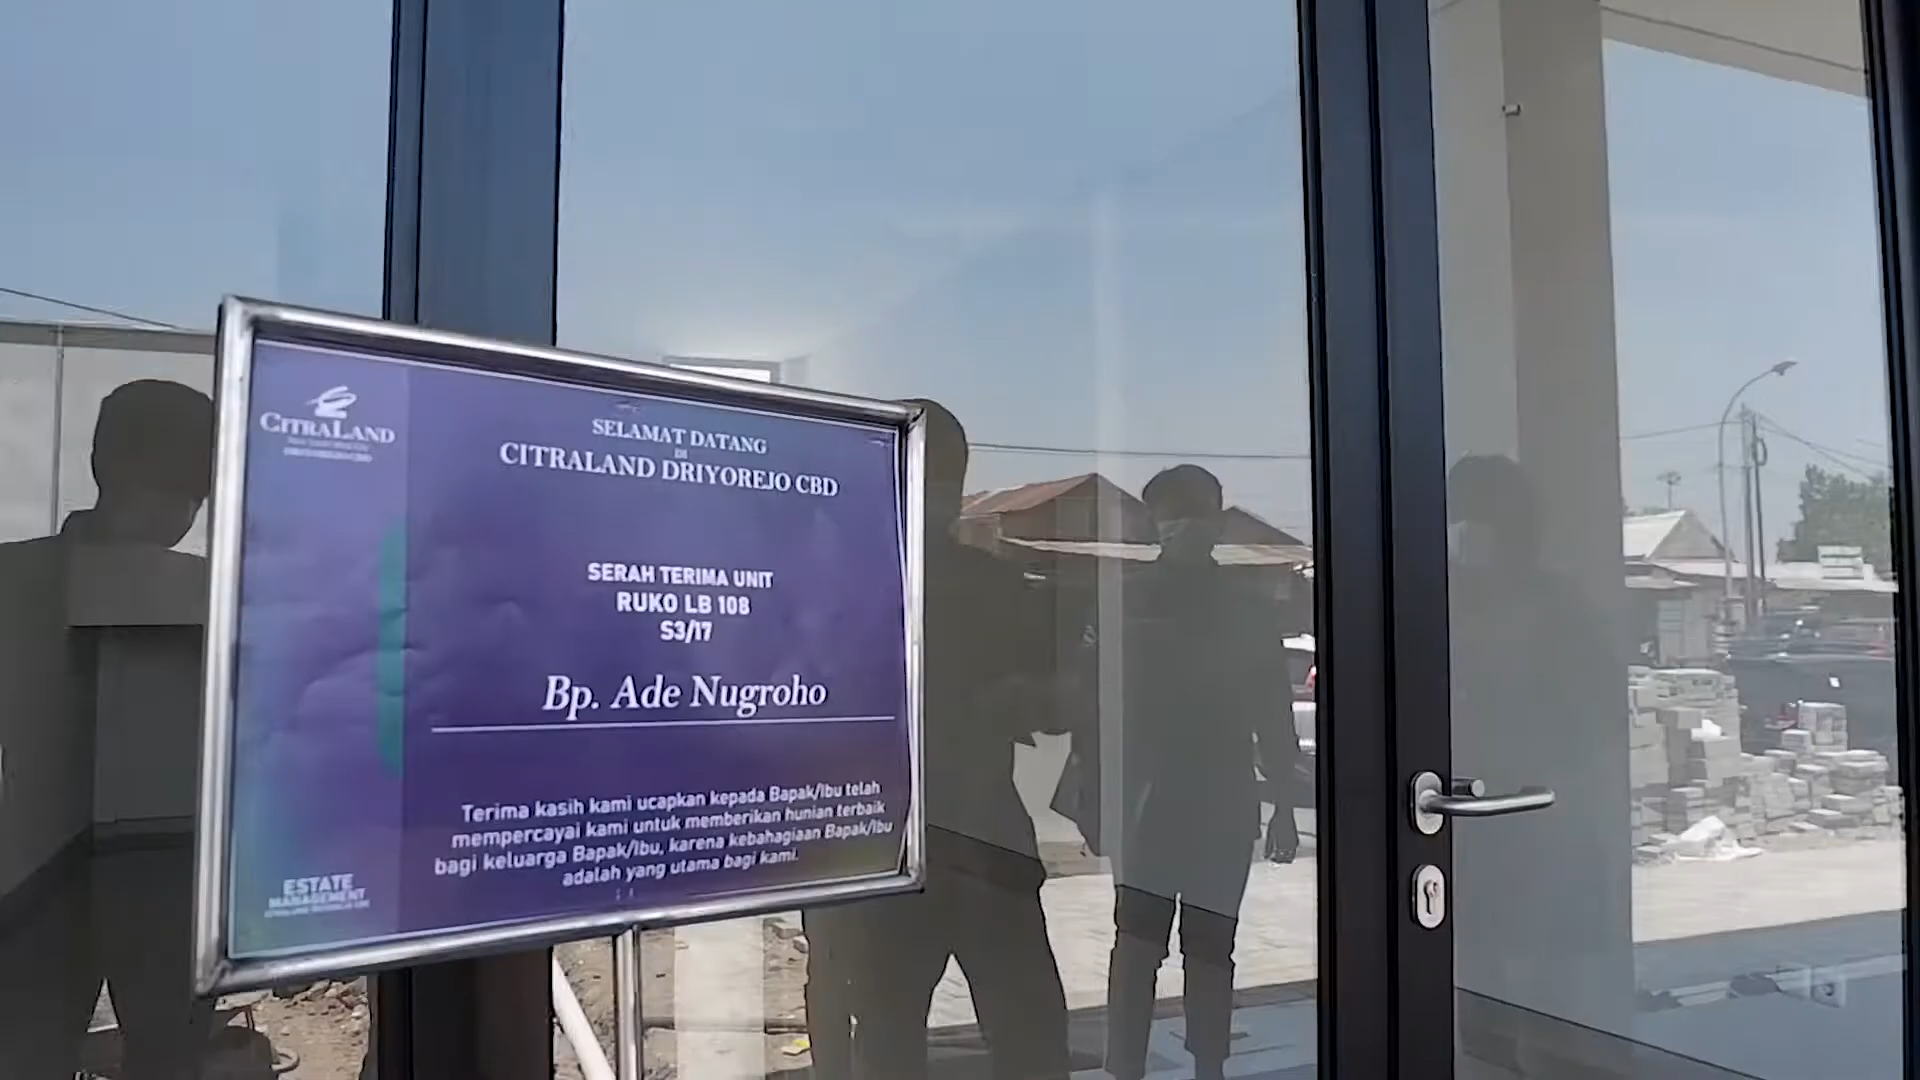 CITRALAND
SELAMAT DATANG
DI
CITRALAND DRIYOREJO CBD
SERAH TERIMA UNIT
RUKO LB 108
S3/17
Bp. Ade Nugroho
Terima kasih kami ucapkan kepada Bapak/Ibu telah
mempercayai kami untuk memberikan hunian terbaik
bagi keluarga Bapak/Ibu, karena kebahagiaan Bapak/Ibu
adalah yang utama bagi kami.
ESTATE
MANAGEMENT